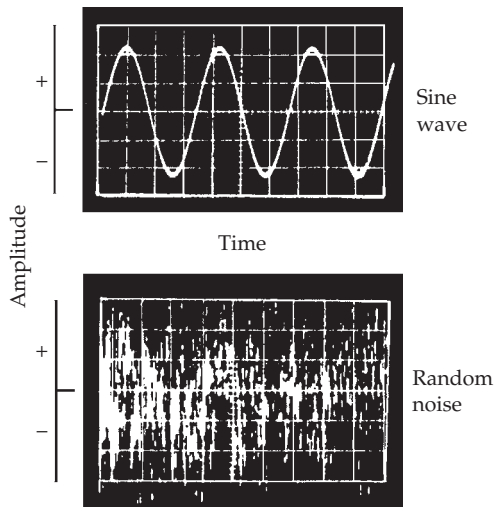 +
−
Sine
wave
Time
Amplitude
+
−
Random
noise